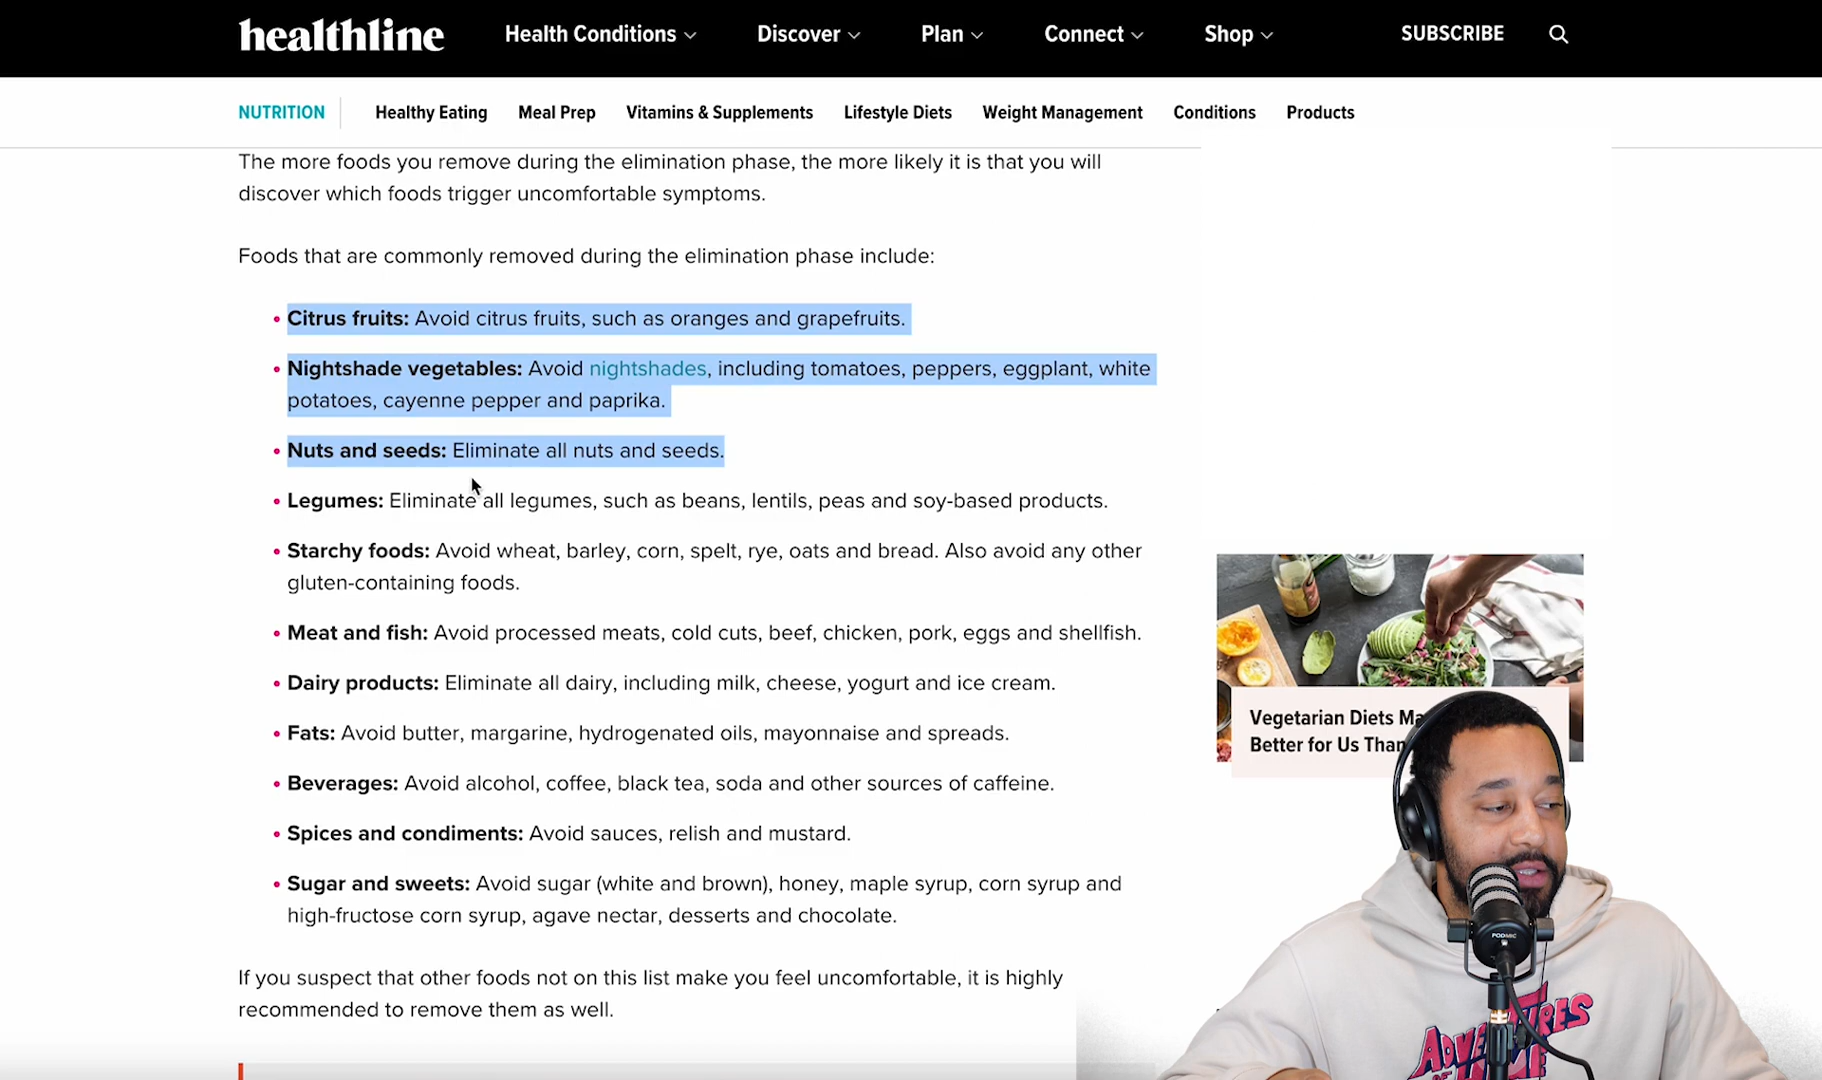 healthline Health Conditions Discover Plan Connect Shop SUBSCRIBE
NUTRITION Healthy Eating Meal Prep Vitamins & Supplements Lifestyle Diets Weight Management Conditions Products
The more foods you remove during the elimination phase, the more likely it is that you will
discover which foods trigger uncomfortable symptoms.
Foods that are commonly removed during the elimination phase include:
• Citrus fruits: Avoid citrus fruits, such as oranges and grapefruits.
• Nightshade vegetables: Avoid nightshades, including tomatoes, peppers, eggplant, white
potatoes, cayenne pepper and paprika.
• Nuts and seeds: Eliminate all nuts and seeds.
• Legumes: Eliminate all legumes, such as beans, lentils, peas and soy-based products.
• Starchy foods: Avoid wheat, barley, corn, spelt, rye, oats and bread. Also avoid any other
gluten-containing foods.
• Meat and fish: Avoid processed meats, cold cuts, beef, chicken, pork, eggs and shellfish.
• Dairy products: Eliminate all dairy, including milk, cheese, yogurt and ice cream.
• Fats: Avoid butter, margarine, hydrogenated oils, mayonnaise and spreads.
• Beverages: Avoid alcohol, coffee, black tea, soda and other sources of caffeine.
• Spices and condiments: Avoid sauces, relish and mustard.
• Sugar and sweets: Avoid sugar (white and brown), honey, maple syrup, corn syrup and
high-fructose corn syrup, agave nectar, desserts and chocolate.
If you suspect that other foods not on this list make you feel uncomfortable, it is highly
recommended to remove them as well.
Vegetarian Diets
Better for Us Than
PODMIC